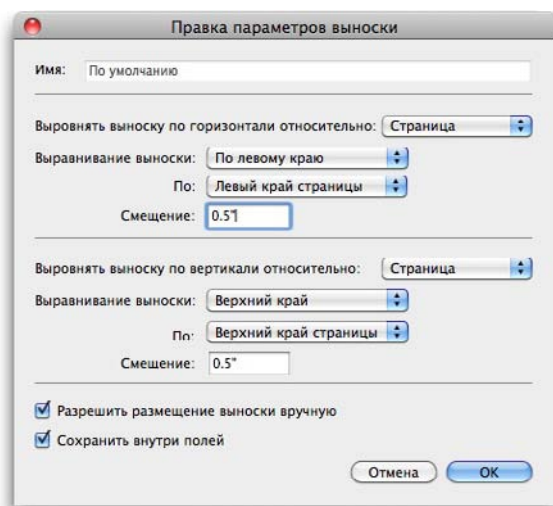 Правка параметров выноски
Имя: По умолчанию
Выровнять выноску по горизонтали относительно: Страница
Выравнивание выноски: По левому краю
По: Левый край страницы
Смещение: 0.5"
Выровнять выноску по вертикали относительно: Страница
Выравнивание выноски: Верхний край
По: Верхний край страницы
Смещение: 0.5"
Разрешить размещение выноски вручную
Сохранить внутри полей
Отмена OK